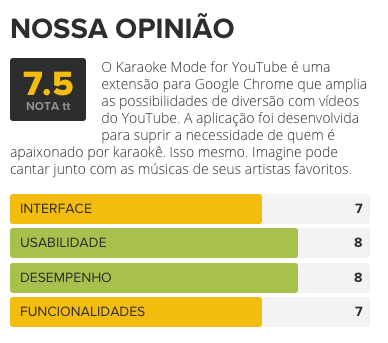 NOSSA OPINIÃO
7.5
NOTA tt
O Karaoke Mode for YouTube é uma
extensão para Google Chrome que amplia
as possibilidades de diversão com vídeos
do YouTube. A aplicação foi desenvolvida
para suprir a necessidade de quem é
apaixonado por karaokê. Isso mesmo. Imagine pode
cantar junto com as músicas de seus artistas favoritos.
INTERFACE 7
USABILIDADE 8
DESEMPENHO 8
FUNCIONALIDADES 7